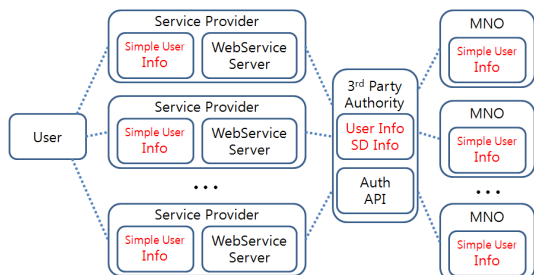 User
Service Provider
Simple User
Info
WebService
Server
Service Provider
Simple User
Info
WebService
Server
...
Service Provider
Simple User
Info
WebService
Server
3rd Party
Authority
User Info
SD Info
Auth
API
MNO
Simple User
Info
MNO
Simple User
Info
...
MNO
Simple User
Info